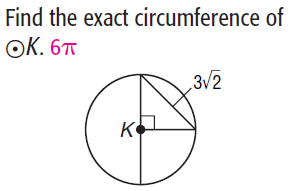 Find the exact circumference of
⊙K. 6π
3√2
K